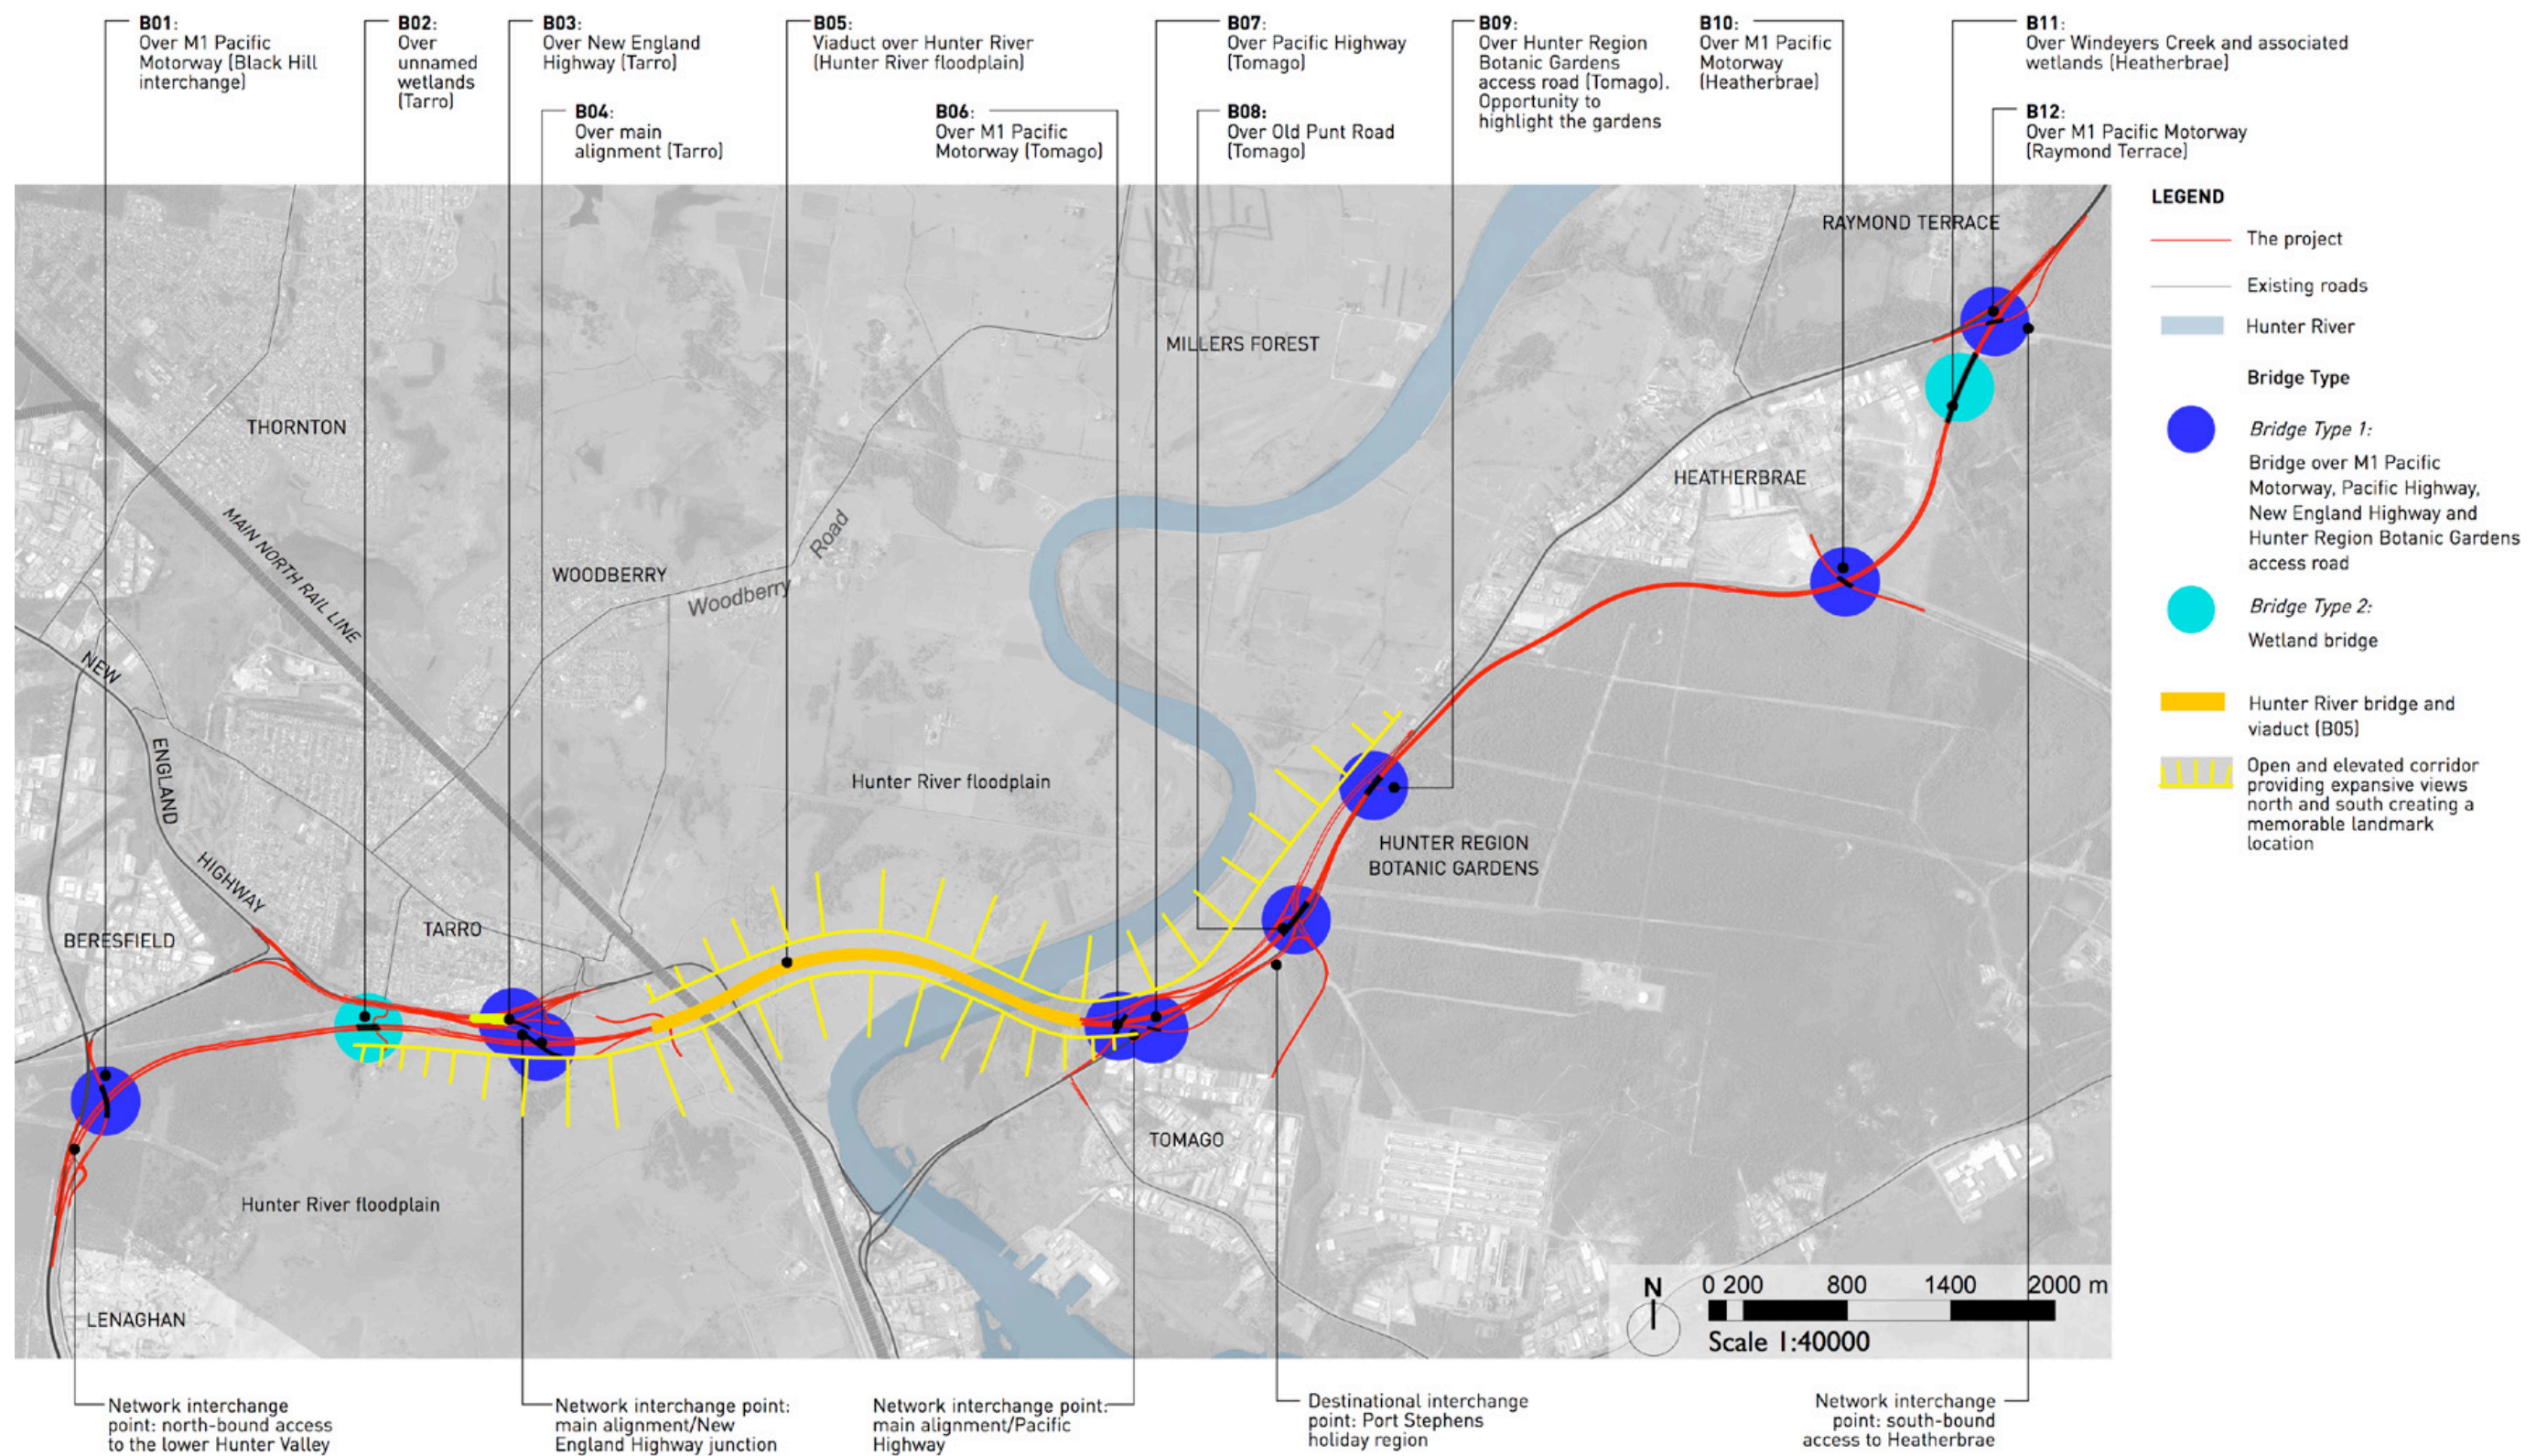 B01:
Over M1 Pacific
Motorway (Black Hill
interchange)
B02:
Over
unnamed
wetlands
(Tarro)
B03:
Over New England
Highway (Tarro)
B04:
Over main
alignment (Tarro)
B05:
Viaduct over Hunter River
(Hunter River floodplain)
B06:
Over M1 Pacific
Motorway (Tomago)
B07:
Over Pacific Highway
(Tomago)
B08:
Over Old Punt Road
(Tomago)
B09:
Over Hunter Region
Botanic Gardens
access road (Tomago).
Opportunity to
highlight the gardens
B10:
Over M1 Pacific
Motorway
(Heatherbrae)
B11:
Over Windeyers Creek and associated
wetlands (Heatherbrae)
B12:
Over M1 Pacific Motorway
(Raymond Terrace)
RAYMOND TERRACE
MILLERS FOREST
THORNTON
HEATHERBRAE
MAIN NORTH RAIL LINE
WOODBERRY
Woodberry Road
NEW ENGLAND HIGHWAY
Hunter River floodplain
HUNTER REGION
BOTANIC GARDENS
BERESFIELD
TARRO
TOMAGO
Hunter River floodplain
LENAGHAN
N
0 200 800 1400 2000 m
Scale 1:40000
LEGEND
The project
Existing roads
Hunter River
Bridge Type
Bridge Type 1:
Bridge over M1 Pacific
Motorway, Pacific Highway,
New England Highway and
Hunter Region Botanic Gardens
access road
Bridge Type 2:
Wetland bridge
Hunter River bridge and
viaduct (B05)
Open and elevated corridor
providing expansive views
north and south creating a
memorable landmark
location
Network interchange
point: north-bound access
to the lower Hunter Valley
Network interchange point:
main alignment/New
England Highway junction
Network interchange point:
main alignment/Pacific
Highway
Destinational interchange
point: Port Stephens
holiday region
Network interchange
point: south-bound
access to Heatherbrae